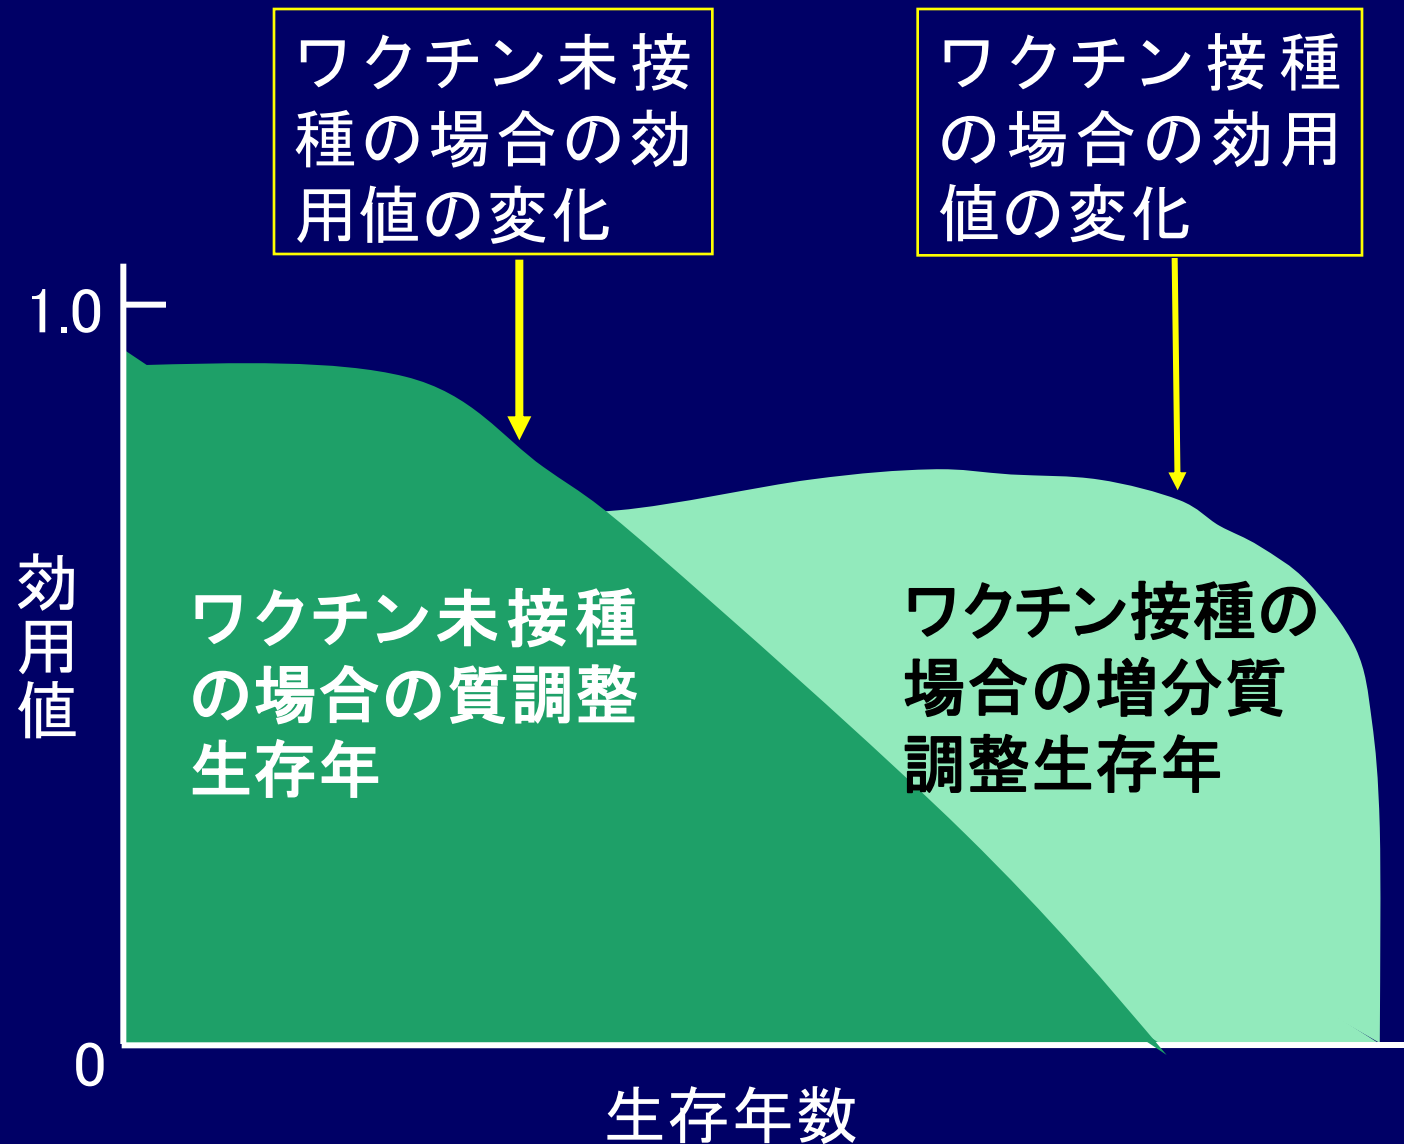 ワクチン未接
種の場合の効
用値の変化
ワクチン接種
の場合の効用
値の変化
1.0
効用値
ワクチン未接種
の場合の質調整
生存年
ワクチン接種の
場合の増分質
調整生存年
0
生存年数